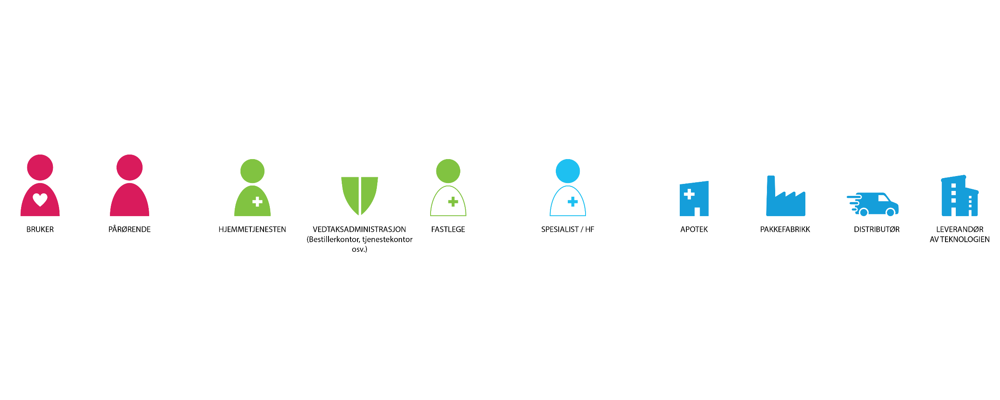 BRUKER
PÅRØRENDE
HJEMMETJENESTEN
VEDTAKSADMINISTRASJON
(Bestillerkontor, tjenestekontor
osv.)
FASTLEGE
SPESIALIST / HF
APOTEK
PAKKEFABRIKK
DISTRIBUTØR
LEVERANDØR
AV TEKNOLOGIEN